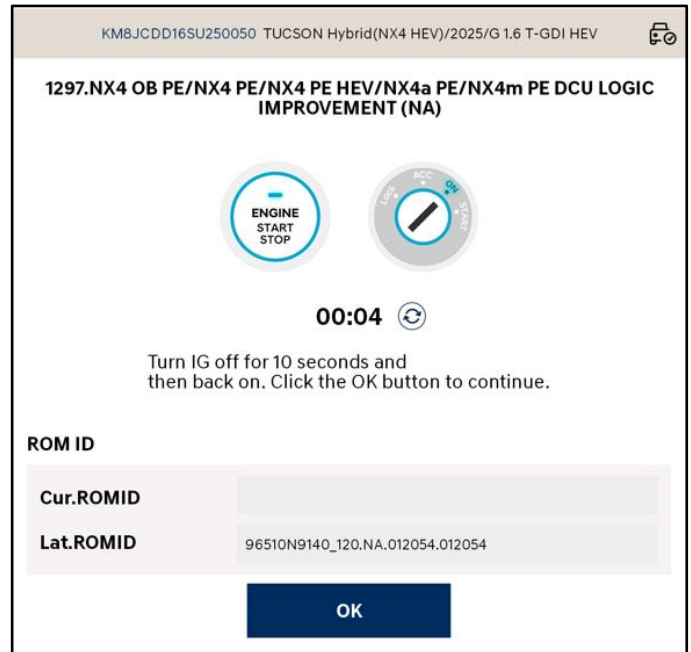 KM8JCDD16SU250050 TUCSON Hybrid(NX4 HEV)/2025/G 1.6 T-GDI HEV
1297.NX4 OB PE/NX4 PE/NX4 PE HEV/NX4a PE/NX4m PE DCU LOGIC
IMPROVEMENT (NA)
ENGINE
START
STOP
Lock
ACC
ON
START
00:04
Turn IG off for 10 seconds and
then back on. Click the OK button to continue.
ROM ID
Cur.ROMID
Lat.ROMID
96510N9140_120.NA.012054.012054
OK